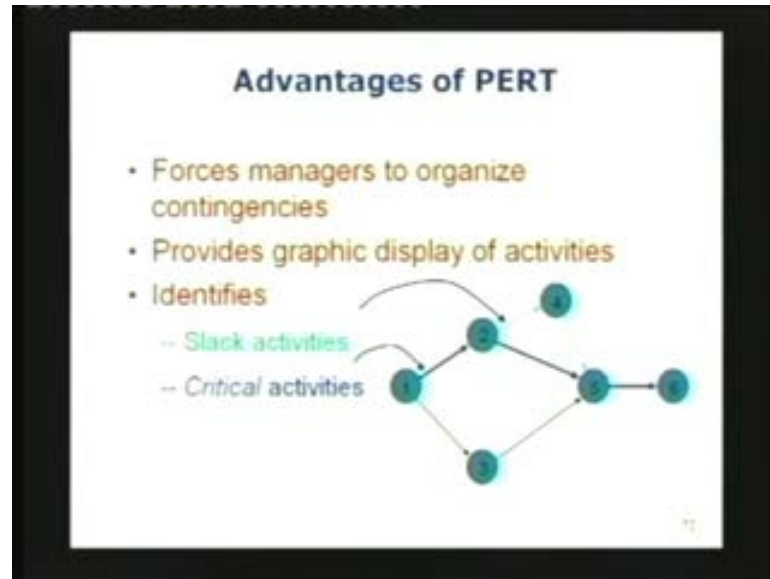 Advantages of PERT
• Forces managers to organize
contingencies
• Provides graphic display of activities
• Identifies
-- Slack activities
-- Critical activities
1
2
3
4
5
6